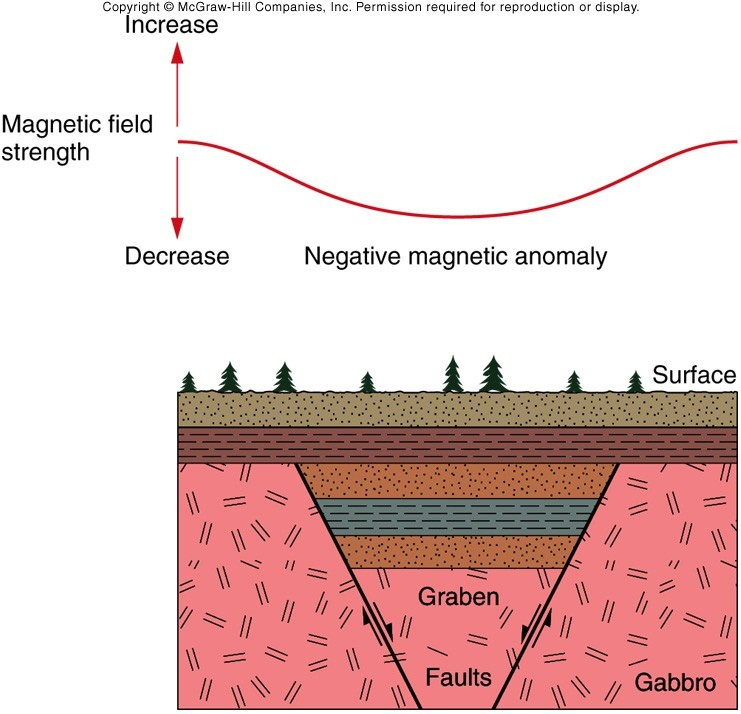 Copyright © McGraw-Hill Companies, Inc. Permission required for reproduction or display.
Increase
Magnetic field
strength
Decrease
Negative magnetic anomaly
Surface
Graben
Faults
Gabbro